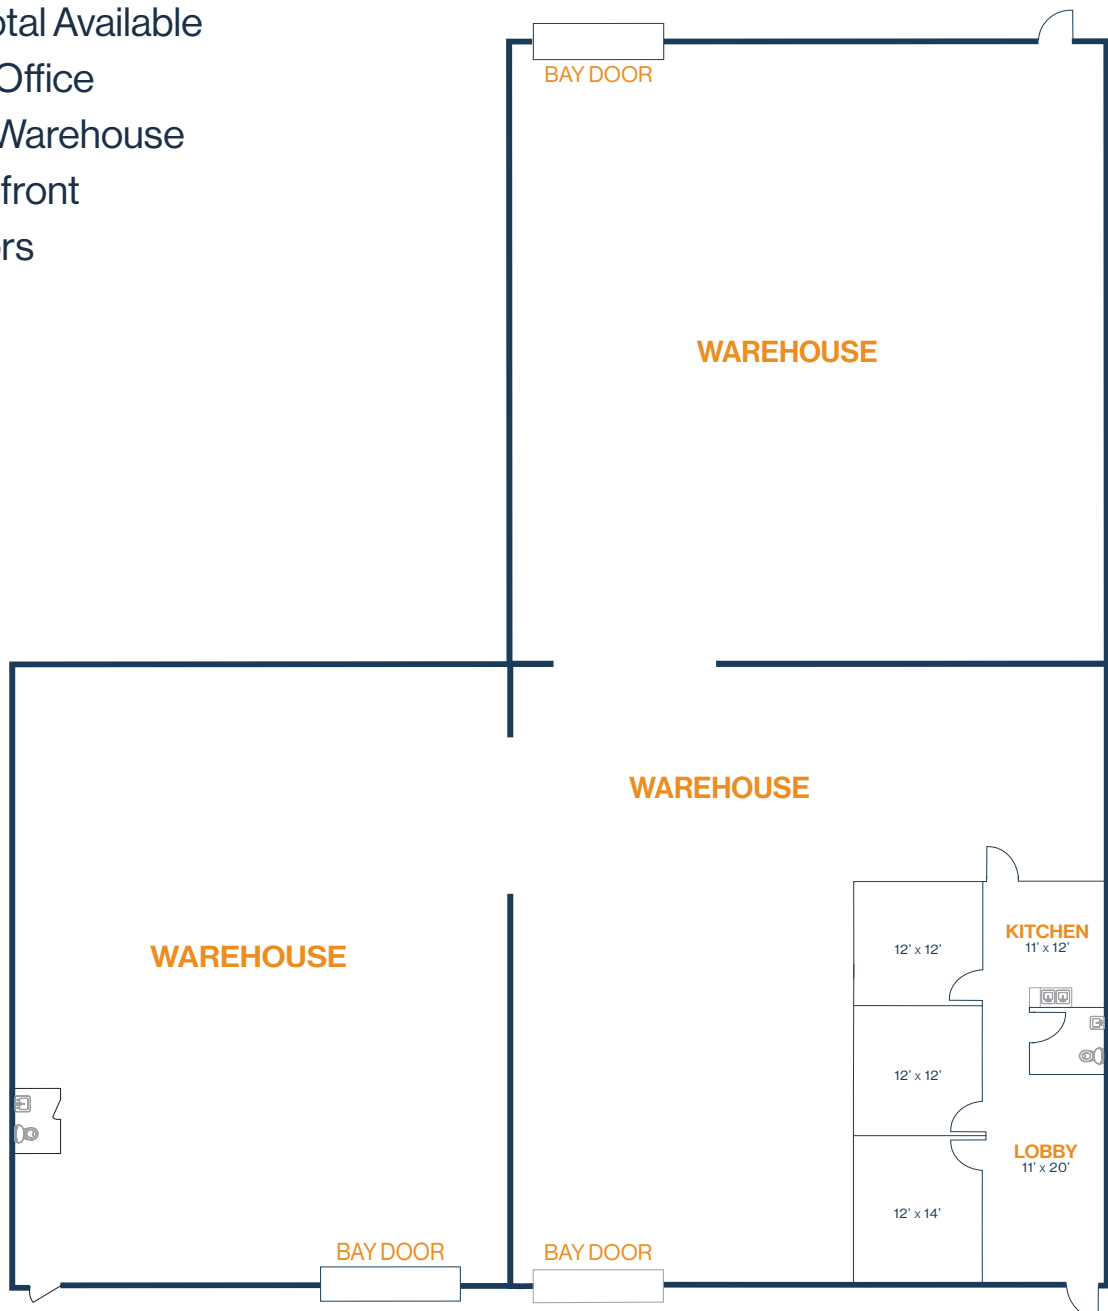 tal Available
Office
Warehouse
front
rs
BAY DOOR
WAREHOUSE
WAREHOUSE
WAREHOUSE
KITCHEN
11' x 12'
12' x 12'
12' x 12'
LOBBY
11' x 20'
12' x 14'
BAY DOOR
BAY DOOR